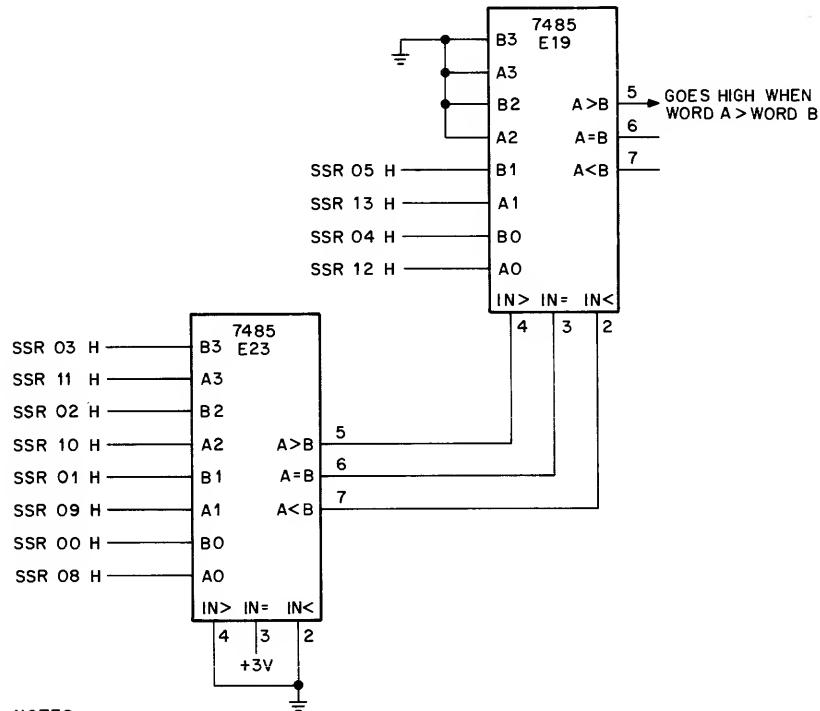 7485
E19
B3
A3
B2
A2
B1
A1
B0
A0
A>B
A=B
A<B
5
6
7
GOES HIGH WHEN
WORD A > WORD B
SSR 05 H
SSR 13 H
SSR 04 H
SSR 12 H
IN> IN= IN<
4 3 2
7485
E23
SSR 03 H B3
SSR 11 H A3
SSR 02 H B2
SSR 10 H A2
SSR 01 H B1
SSR 09 H A1
SSR 00 H B0
SSR 08 H A0
A>B 5
A=B 6
A<B 7
IN> IN= IN<
4 3 2
+3V